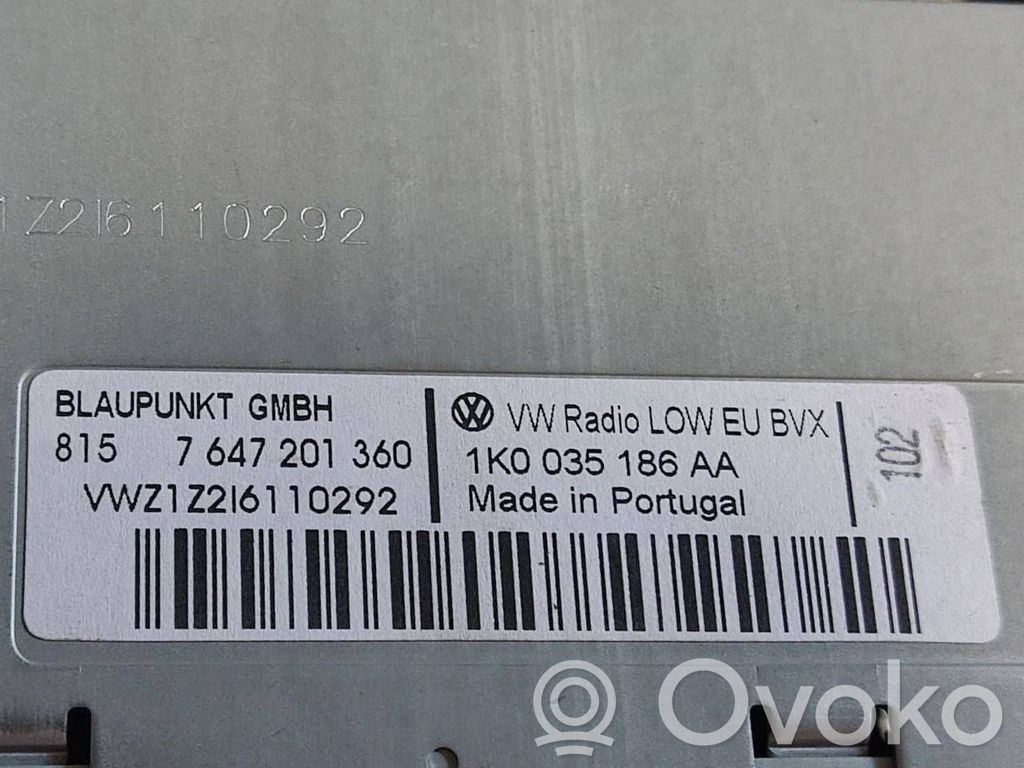 1Z2I6110292
BLAUPUNKT GMBH
815 7 647 201 360
VWZ1Z2I6110292
VW Radio LOW EU BVX
1K0 035 186 AA
Made in Portugal
102
Ovoko